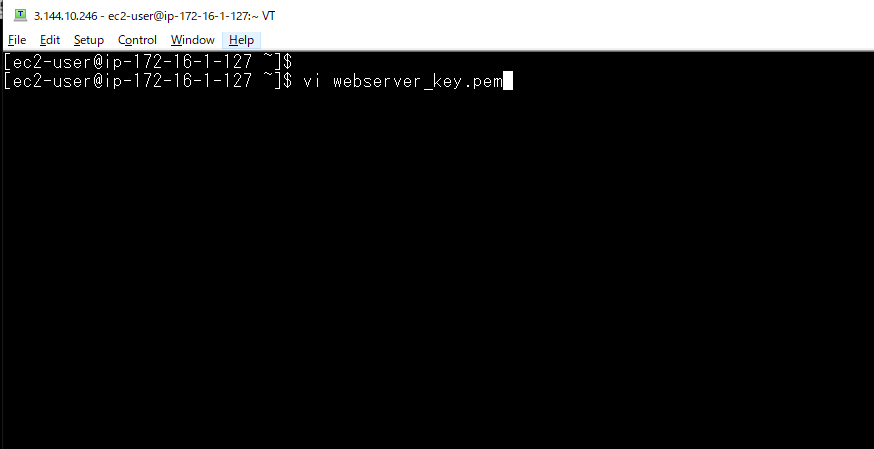 3.144.10.246 - ec2-user@ip-172-16-1-127:~ VT
File Edit Setup Control Window Help
[ec2-user@ip-172-16-1-127 ~]$
[ec2-user@ip-172-16-1-127 ~]$ vi webserver_key.pem